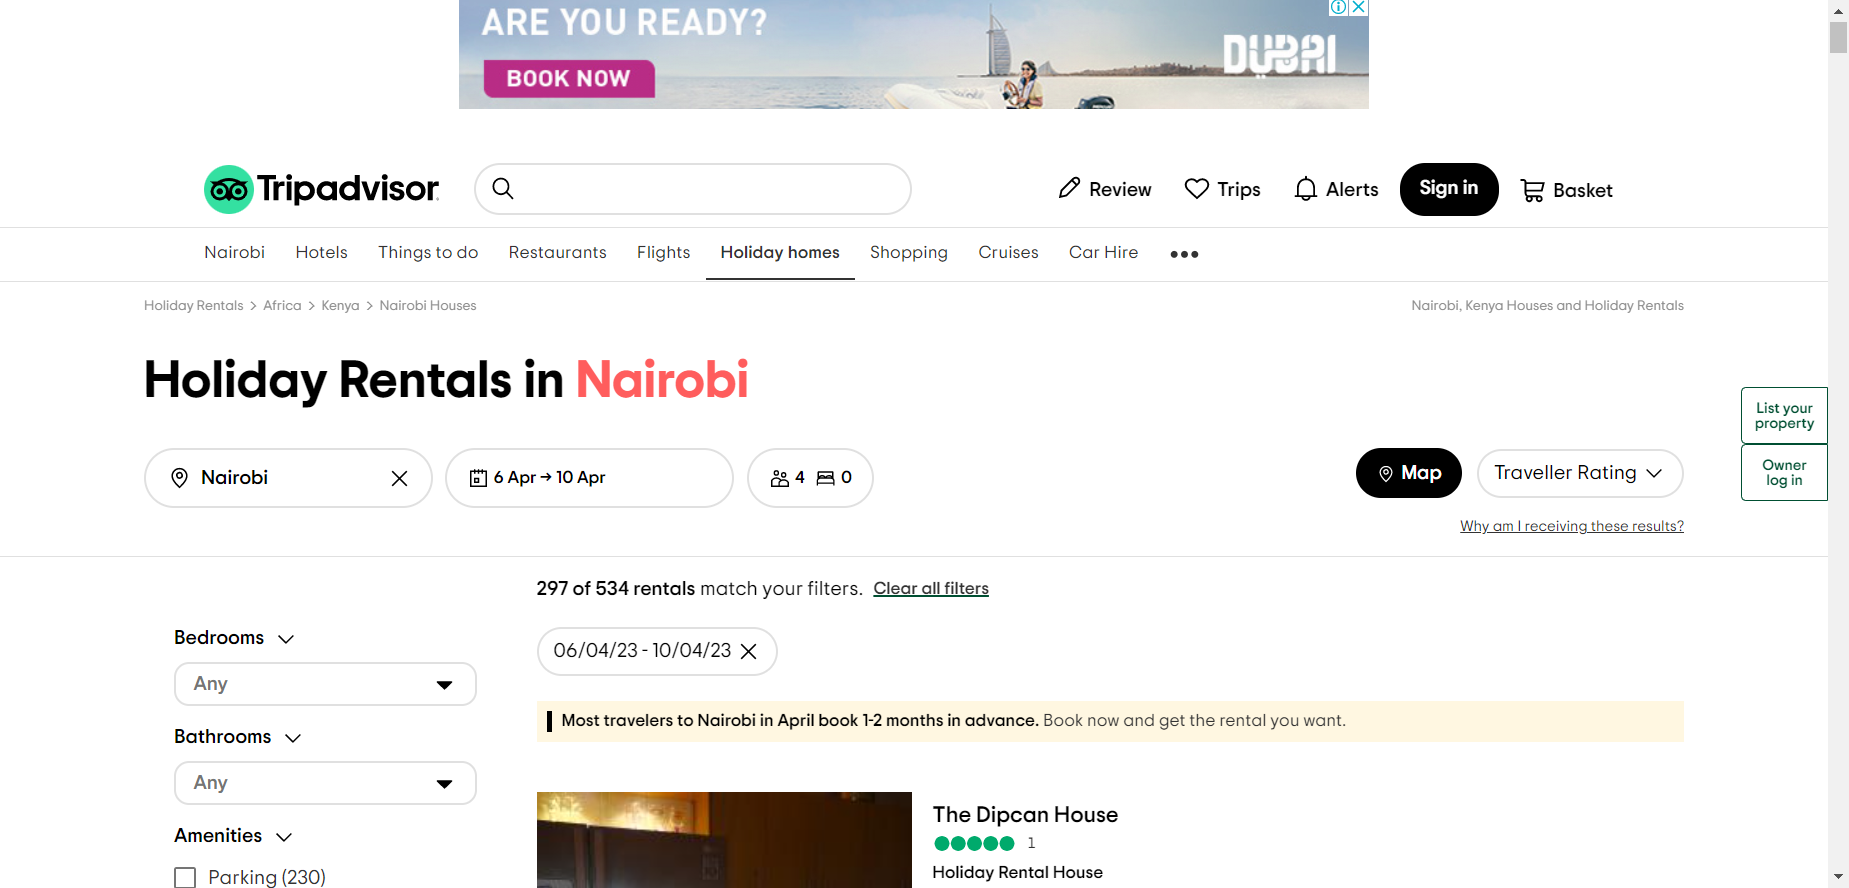 ARE YOU READY?
BOOK NOW
DUBAI
Tripadvisor
Review
Trips
Alerts
Sign in
Basket
Nairobi
Hotels
Things to do
Restaurants
Flights
Holiday homes
Shopping
Cruises
Car Hire
Holiday Rentals > Africa > Kenya > Nairobi Houses
Nairobi, Kenya Houses and Holiday Rentals
Holiday Rentals in Nairobi
List your
property
Owner
log in
Nairobi
6 Apr → 10 Apr
4
0
Map
Traveller Rating
Why am I receiving these results?
297 of 534 rentals match your filters. Clear all filters
06/04/23 - 10/04/23
Most travelers to Nairobi in April book 1-2 months in advance. Book now and get the rental you want.
Bedrooms
Any
Bathrooms
Any
Amenities
Parking (230)
The Dipcan House
1
Holiday Rental House